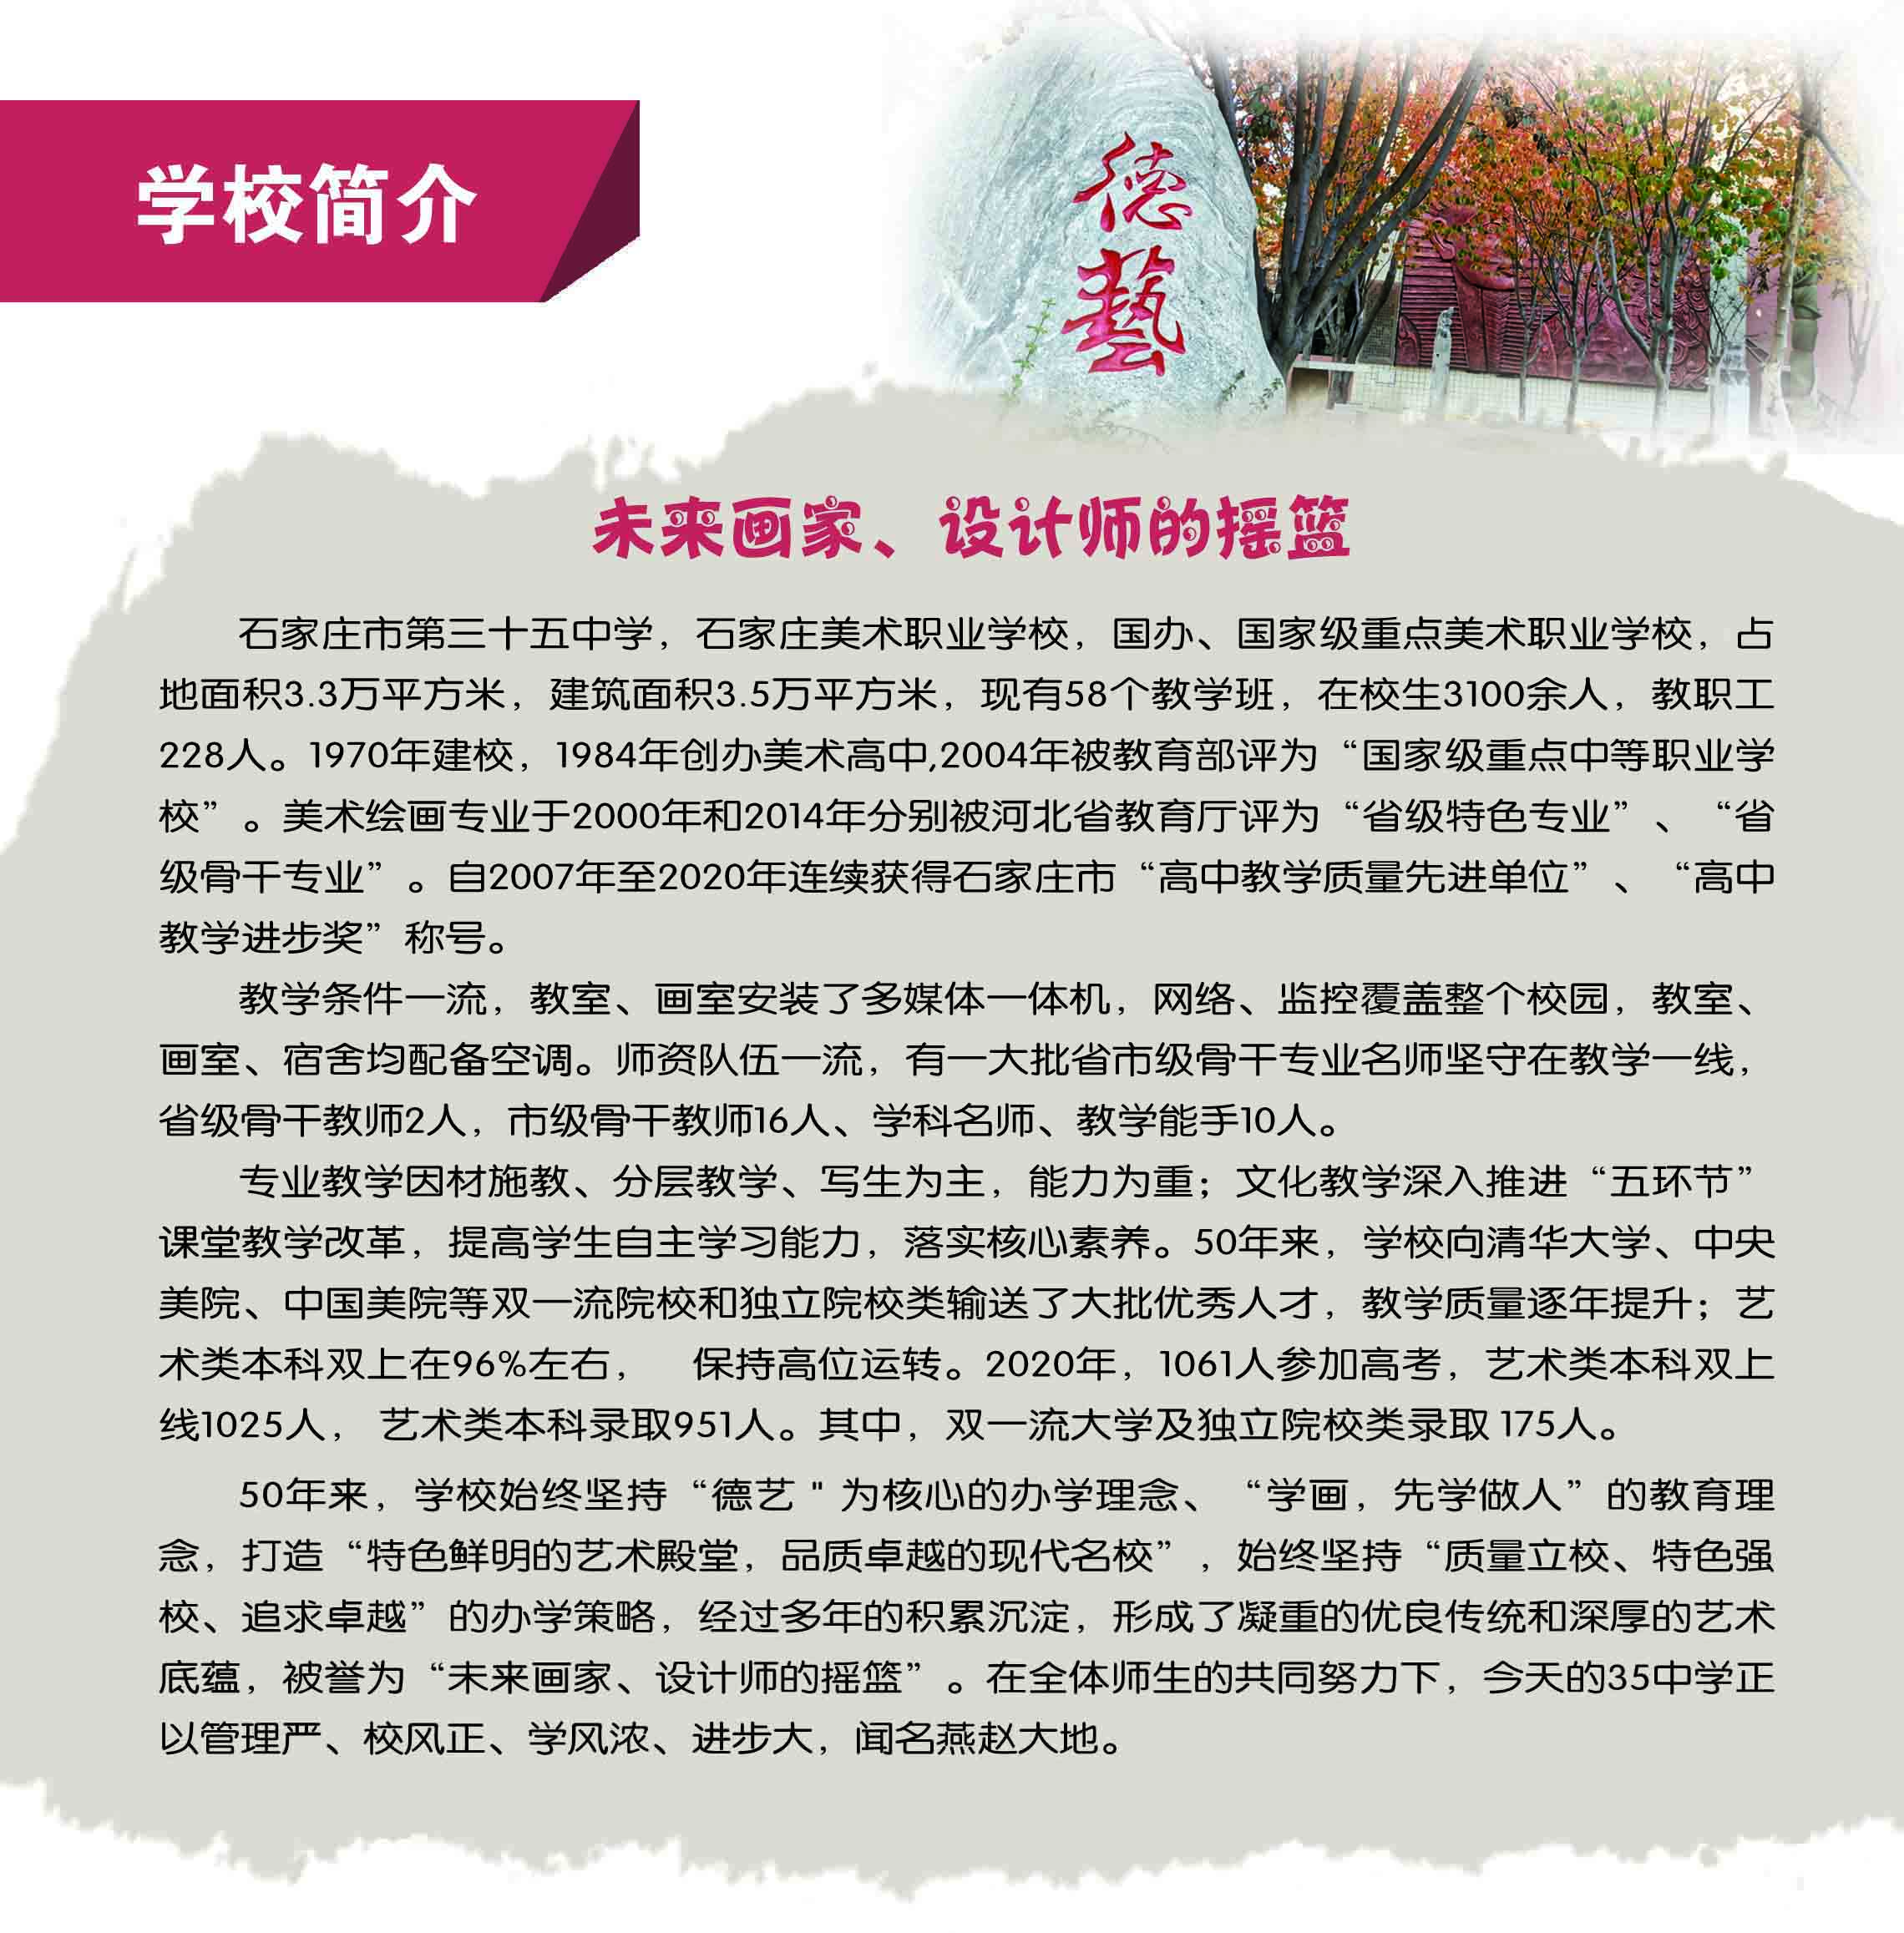 学校简介
德
藝
未来画家、设计师的摇篮
石家庄市第三十五中学，石家庄美术职业学校，国办、国家级重点美术职业学校，占
地面积3.3万平方米，建筑面积3.5万平方米，现有58个教学班，在校生3100余人，教职工
228人。1970年建校，1984年创办美术高中,2004年被教育部评为“国家级重点中等职业学
校”。美术绘画专业于2000年和2014年分别被河北省教育厅评为“省级特色专业”、“省
级骨干专业”。自2007年至2020年连续获得石家庄市“高中教学质量先进单位”、“高中
教学进步奖”称号。
教学条件一流，教室、画室安装了多媒体一体机，网络、监控覆盖整个校园，教室、
画室、宿舍均配备空调。师资队伍一流，有一大批省市级骨干专业名师坚守在教学一线，
省级骨干教师2人，市级骨干教师16人、学科名师、教学能手10人。
专业教学因材施教、分层教学、写生为主，能力为重；文化教学深入推进“五环节”
课堂教学改革，提高学生自主学习能力，落实核心素养。50年来，学校向清华大学、中央
美院、中国美院等双一流院校和独立院校类输送了大批优秀人才，教学质量逐年提升；艺
术类本科双上在96%左右， 保持高位运转。2020年，1061人参加高考，艺术类本科双上
线1025人， 艺术类本科录取951人。其中，双一流大学及独立院校类录取 175人。
50年来，学校始终坚持“德艺＂为核心的办学理念、“学画，先学做人”的教育理
念，打造“特色鲜明的艺术殿堂，品质卓越的现代名校”，始终坚持“质量立校、特色强
校、追求卓越”的办学策略，经过多年的积累沉淀，形成了凝重的优良传统和深厚的艺术
底蕴，被誉为“未来画家、设计师的摇篮”。在全体师生的共同努力下，今天的35中学正
以管理严、校风正、学风浓、进步大，闻名燕赵大地。